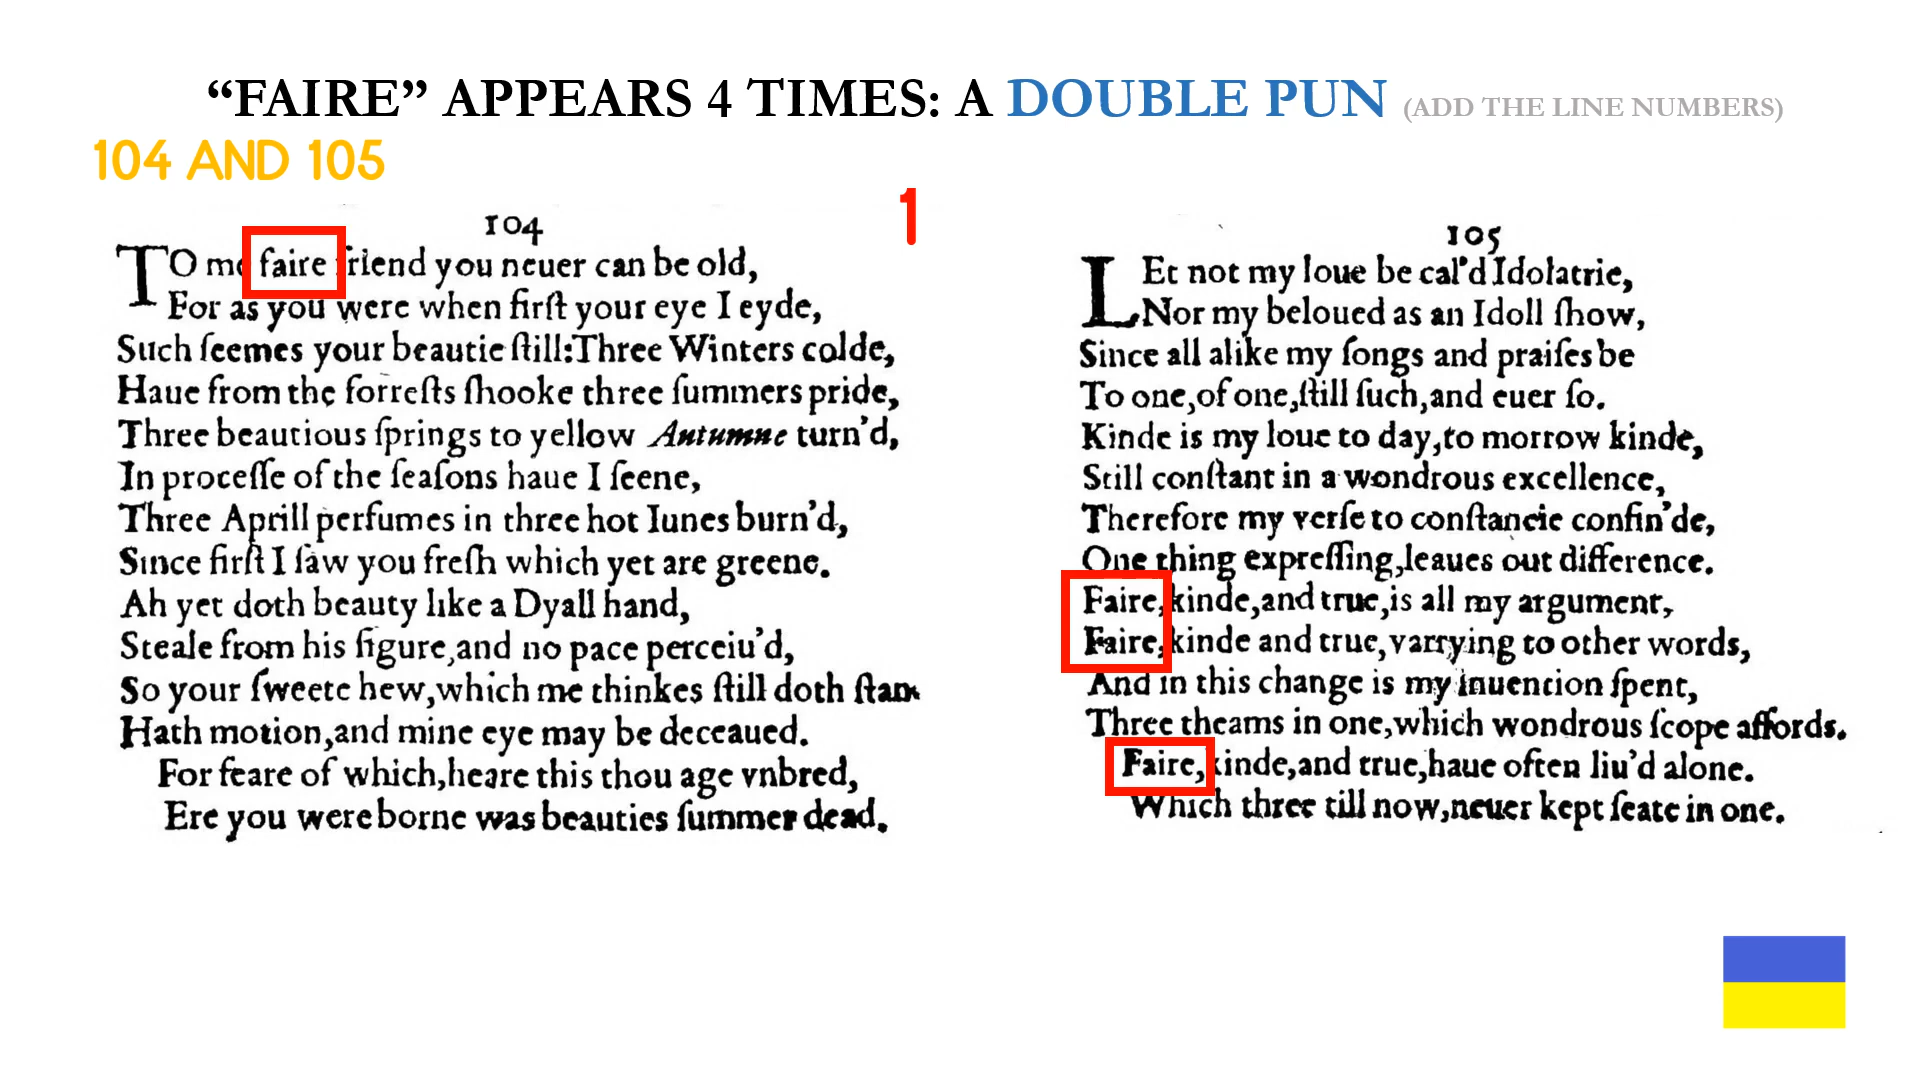 “FAIRE” APPEARS 4 TIMES: A DOUBLE PUN (ADD THE LINE NUMBERS)
104 AND 105
1
104
TO me faire friend you neuer can be old,
For as you were when firſt your eye I eyde,
Such ſeemes your beautie ſtill:Three Winters colde,
Haue from the forreſts ſhooke three ſummers pride,
Three beautious ſprings to yellow Autumne turn’d,
In proceſſe of the ſeaſons haue I ſeene,
Three Aprill perfumes in three hot Iunes burn’d,
Since firſt I ſaw you freſh which yet are greene.
Ah yet doth beauty like a Dyall hand,
Steale from his figure,and no pace perceiu’d,
So your ſweete hew,which me thinkes ſtill doth ſtand
Hath motion,and mine eye may be deceaued.
For feare of which,heare this thou age vnbred,
Ere you were borne was beauties ſummer dead.
105
LEt not my loue be cal’d Idolatrie,
Nor my beloued as an Idoll ſhow,
Since all alike my ſongs and praiſes be
To one,of one,ſtill ſuch,and euer ſo.
Kinde is my loue to day,to morrow kinde,
Still conſtant in a wondrous excellence,
Therefore my verſe to conſtancie confin’de,
One thing expreſſing,leaues out difference.
Faire,kinde,and true,is all my argument,
Faire,kinde and true,varrying to other words,
And in this change is my inuention ſpent,
Three theams in one,which wondrous ſcope affords.
Faire,kinde,and true,haue often liu’d alone.
Which three till now,neuer kept ſeate in one.